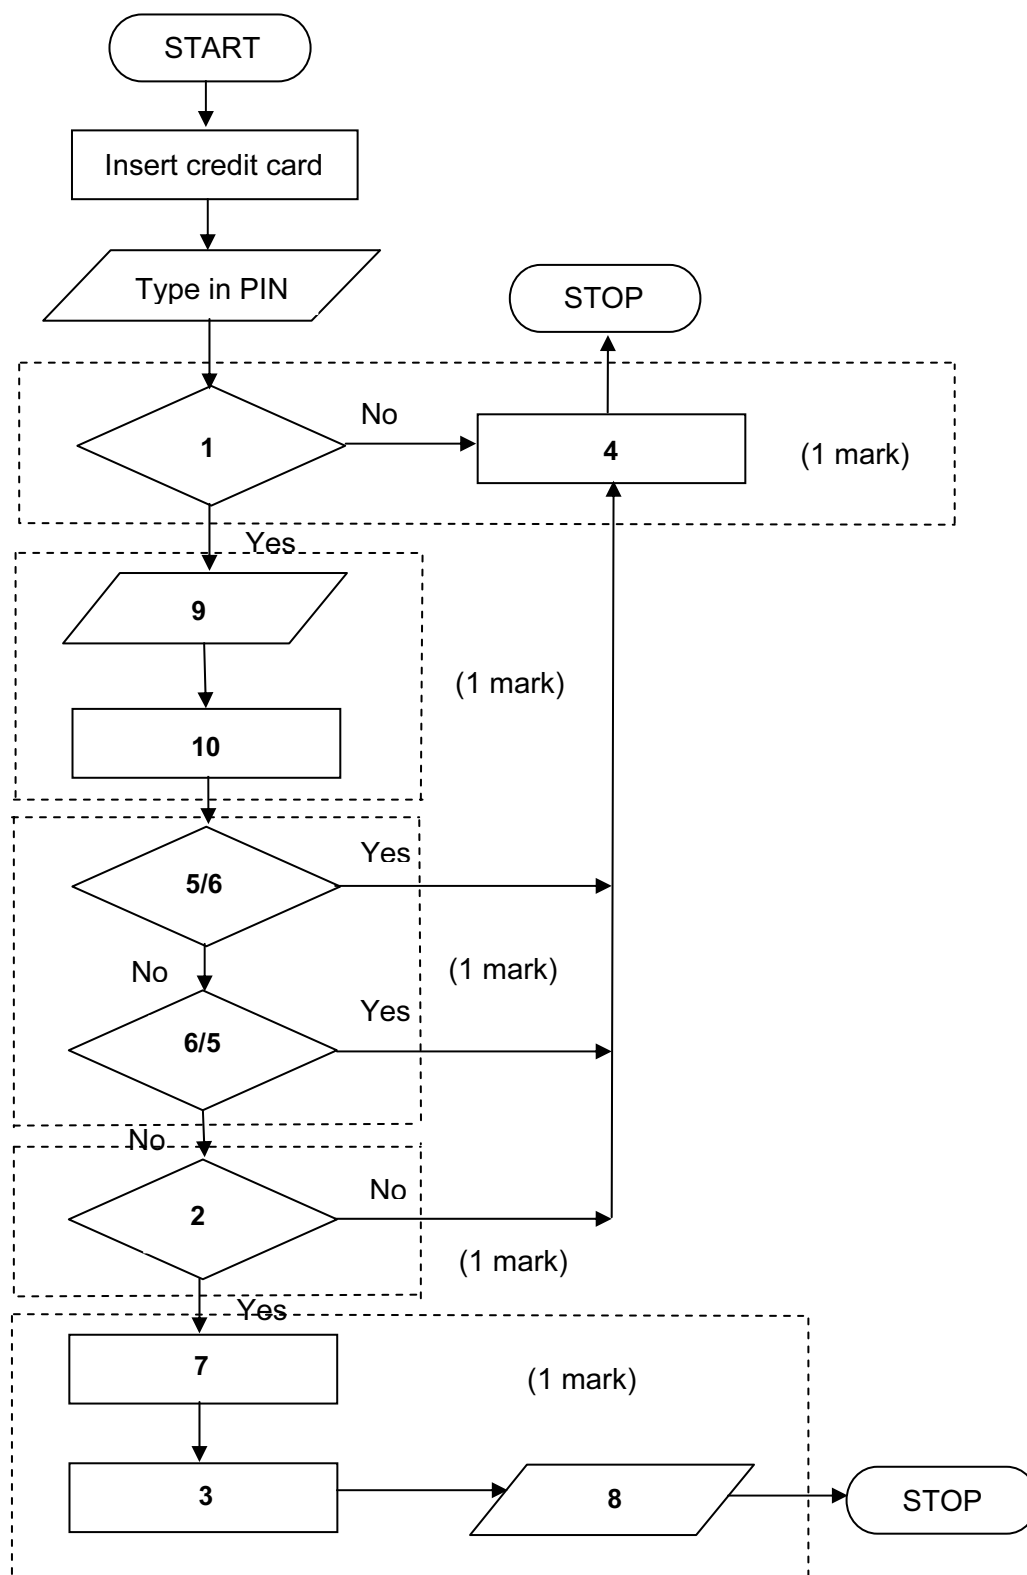 START
Insert credit card
Type in PIN
STOP
No
1
4
(1 mark)
Yes
9
(1 mark)
10
Yes
5/6
No
(1 mark)
Yes
6/5
No
No
2
(1 mark)
Yes
7
(1 mark)
3
8
STOP